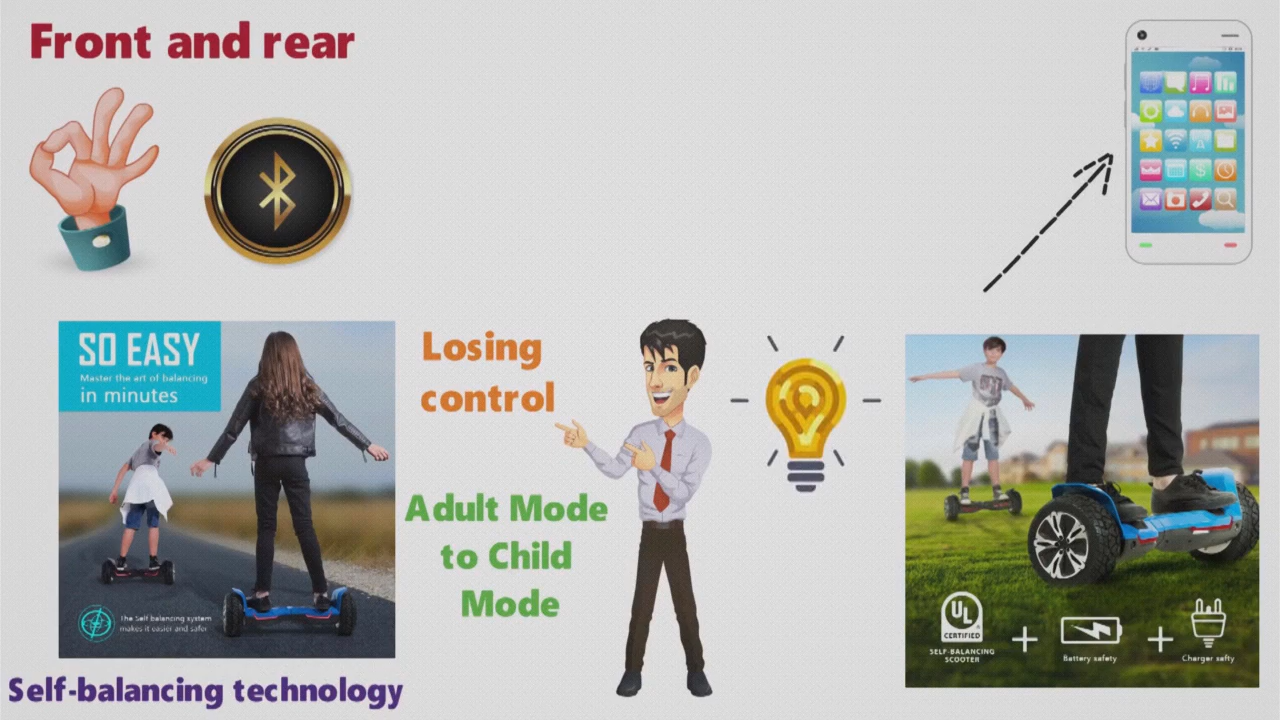 Front and rear
SO EASY
Master the art of balancing
in minutes
The Self balancing system
makes it easier and safer
Self-balancing technology
Losing
control
Adult Mode
to Child
Mode
UL
CERTIFIED
SELF-BALANCING
SCOOTER
+
Battery safety
+
Charger safty